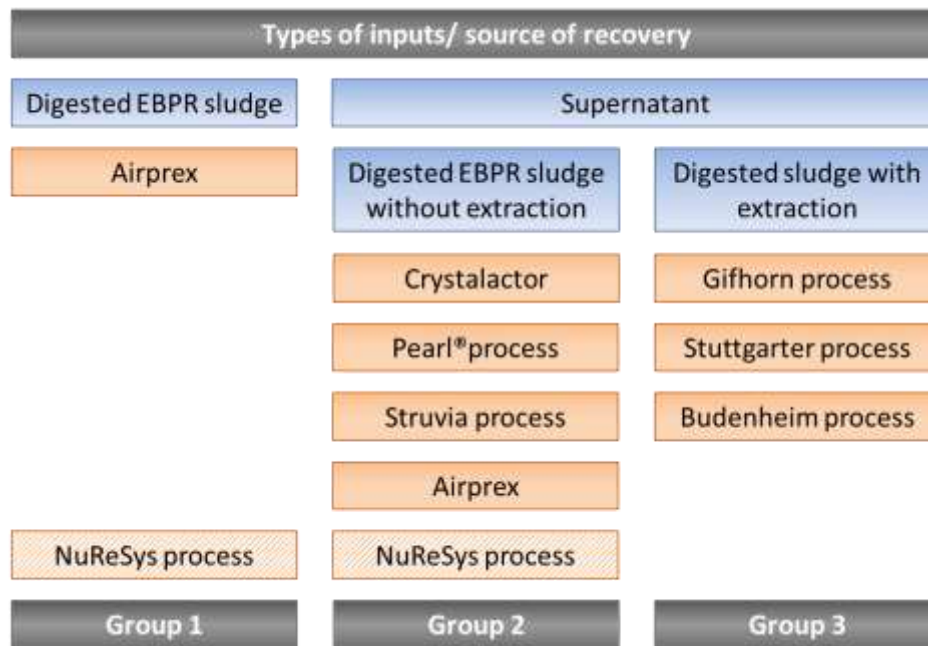 Types of inputs/ source of recovery
Digested EBPR sludge
Supernatant
Airprex
Digested EBPR sludge
without extraction
Digested sludge with
extraction
Crystalactor
Gifhorn process
Pearl®process
Stuttgarter process
Struvia process
Budenheim process
Airprex
NuReSys process
NuReSys process
Group 1
Group 2
Group 3